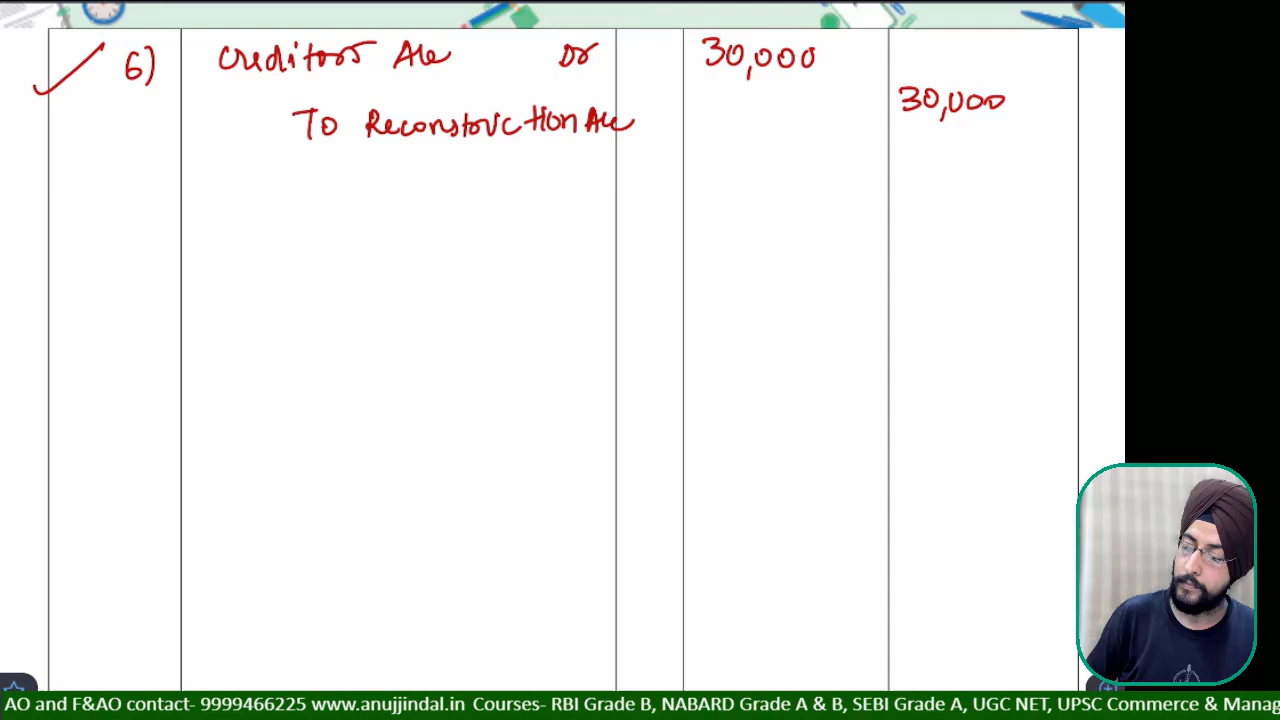 6) Creditors A/c Dr 30,000
To Reconstruction A/c 30,000
AO and F&AO contact- 9999466225 www.anujjindal.in Courses- RBI Grade B, NABARD Grade A & B, SEBI Grade A, UGC NET, UPSC Commerce & Manag